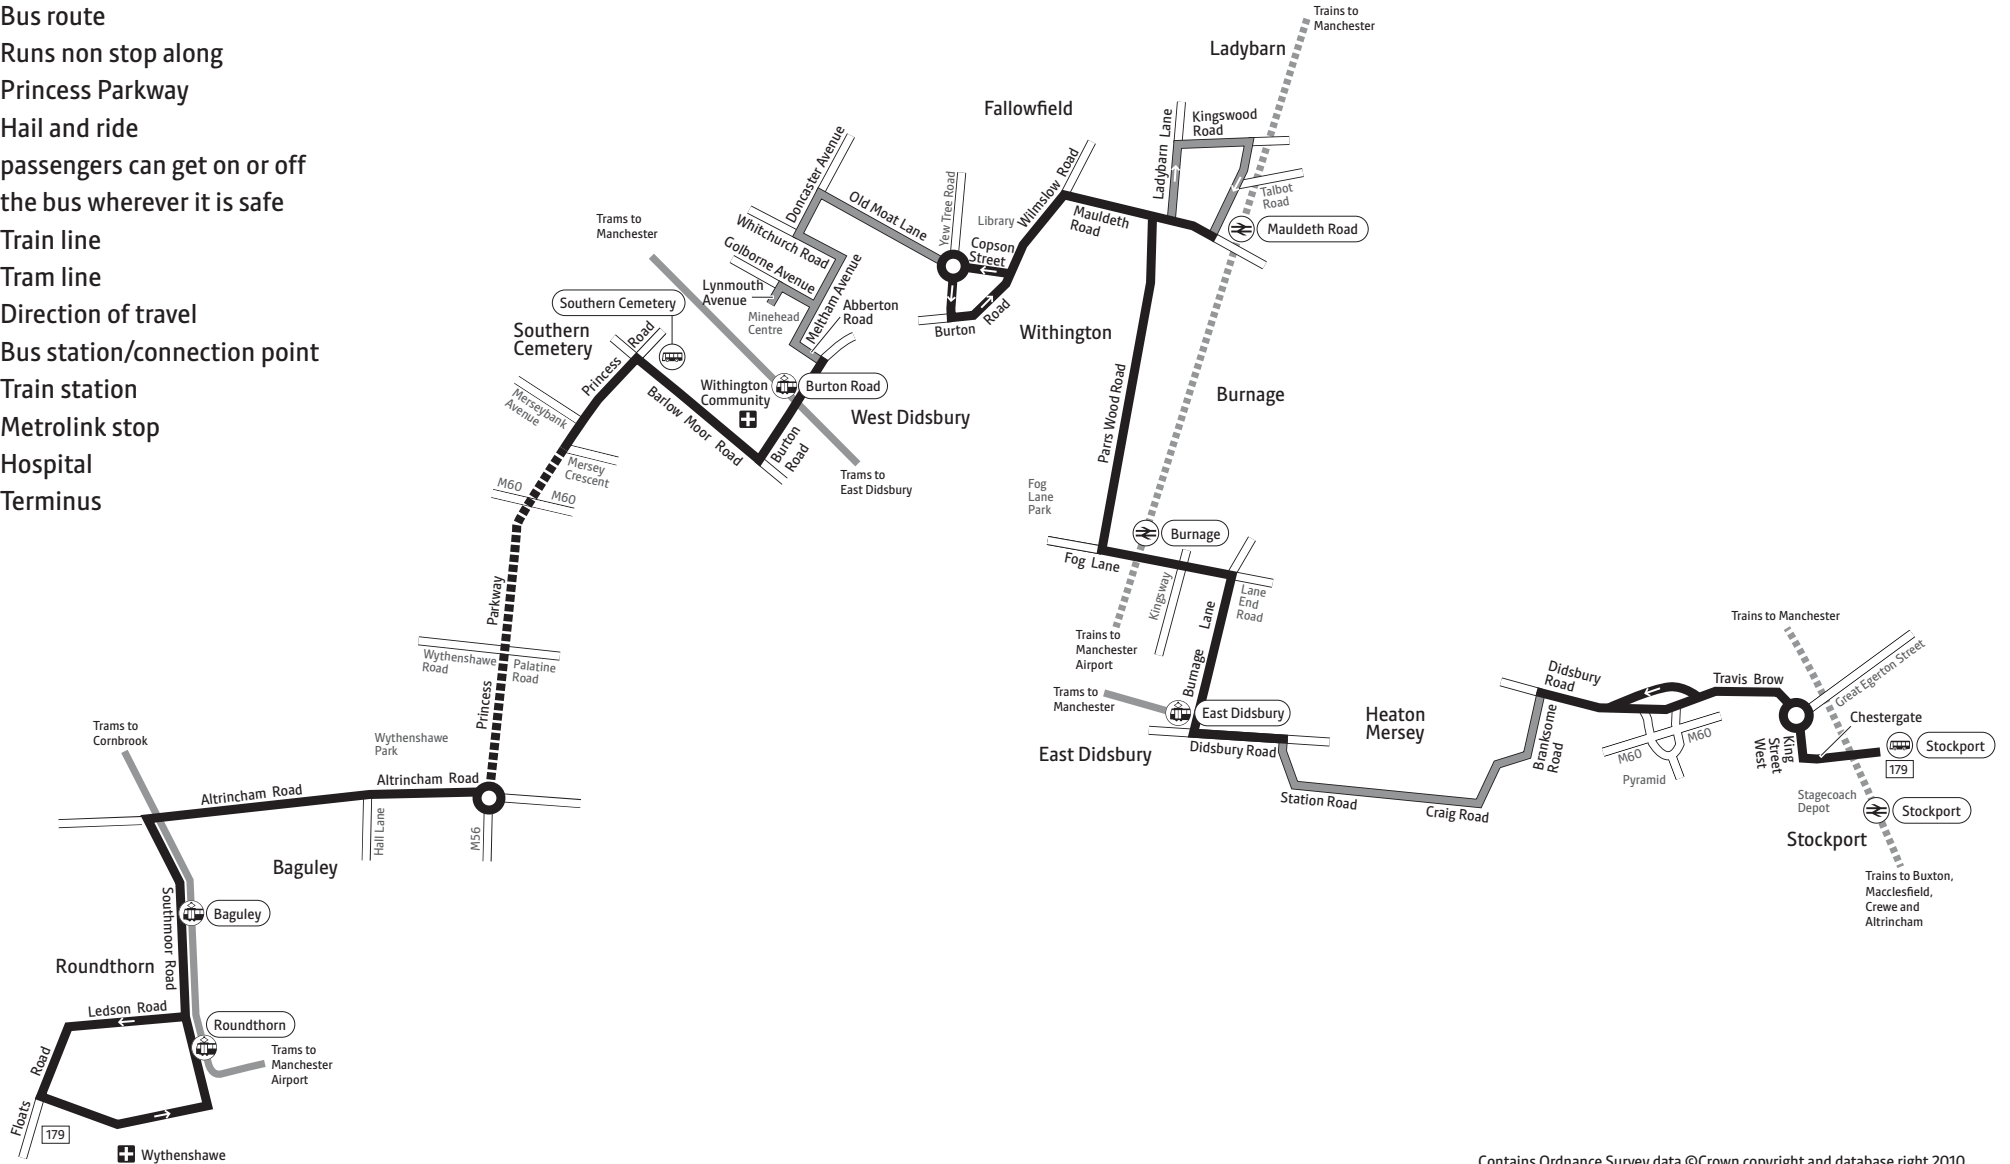 Bus route
Runs non stop along
Princess Parkway
Hail and ride
passengers can get on or off
the bus wherever it is safe
Train line
Tram line
Direction of travel
Bus station/connection point
Train station
Metrolink stop
Hospital
Terminus
Trains to
Manchester
Ladybarn
Fallowfield
Ladybarn Lane
Kingswood
Road
Talbot
Road
Mauldeth Road
Mauldeth
Road
Wilmslow Road
Library
Yew Tree Road
Copson
Street
Burton Road
Withington
Old Moat Lane
Doncaster Avenue
Whitchurch Road
Golborne Avenue
Lynmouth
Avenue
Minehead
Centre
Meltham Avenue
Abberton
Road
Trams to
Manchester
Southern Cemetery
Southern
Cemetery
Princess Road
Merseybank
Avenue
Barlow Moor Road
Withington
Community
Burton Road
West Didsbury
Burton
Road
Trams to
East Didsbury
Mersey
Crescent
M60
M60
Parrs Wood Road
Burnage
Fog
Lane
Park
Burnage
Fog Lane
Kingsway
Lane
End
Road
Burnage Lane
Trains to
Manchester
Airport
Trams to
Manchester
East Didsbury
East Didsbury
Didsbury Road
Heaton
Mersey
Station Road
Craig Road
Branksome
Road
Didsbury
Road
M60
M60
Pyramid
Travis Brow
Trains to Manchester
Great Egerton Street
Chestergate
King
Street
West
Stockport
179
Stagecoach
Depot
Stockport
Stockport
Trains to Buxton,
Macclesfield,
Crewe and
Altrincham
Princess Parkway
Wythenshawe
Road
Palatine
Road
Wythenshawe
Park
Altrincham Road
Altrincham Road
Hall Lane
M56
Trams to
Cornbrook
Baguley
Southmoor Road
Baguley
Roundthorn
Ledson Road
Roundthorn
Trams to
Manchester
Airport
Floats Road
179
Wythenshawe
Contains Ordnance Survey data ©Crown copyright and database right 2010